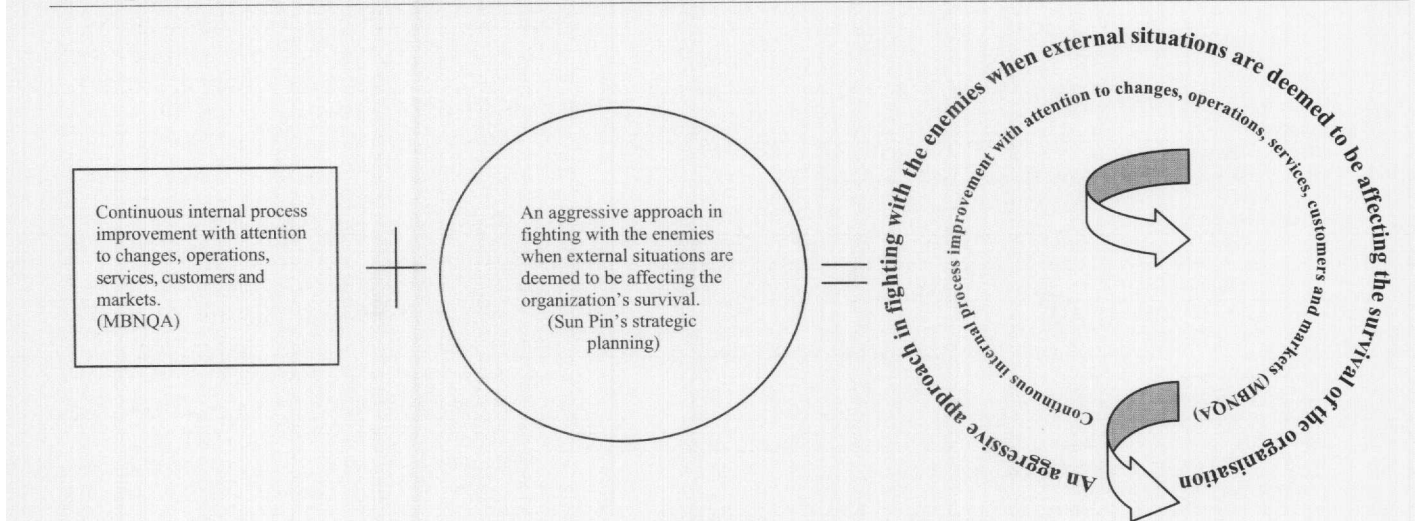 Continuous internal process
improvement with attention
to changes, operations,
services, customers and
markets.
(MBNQA)
An aggressive approach in
fighting with the enemies
when external situations are
deemed to be affecting the
organization's survival.
(Sun Pin's strategic
planning)
An aggressive approach in fighting with the enemies when external situations are deemed to be affecting the survival of the organisation
Continuous internal process improvement with attention to changes, operations, services, customers and markets (MBNQA)